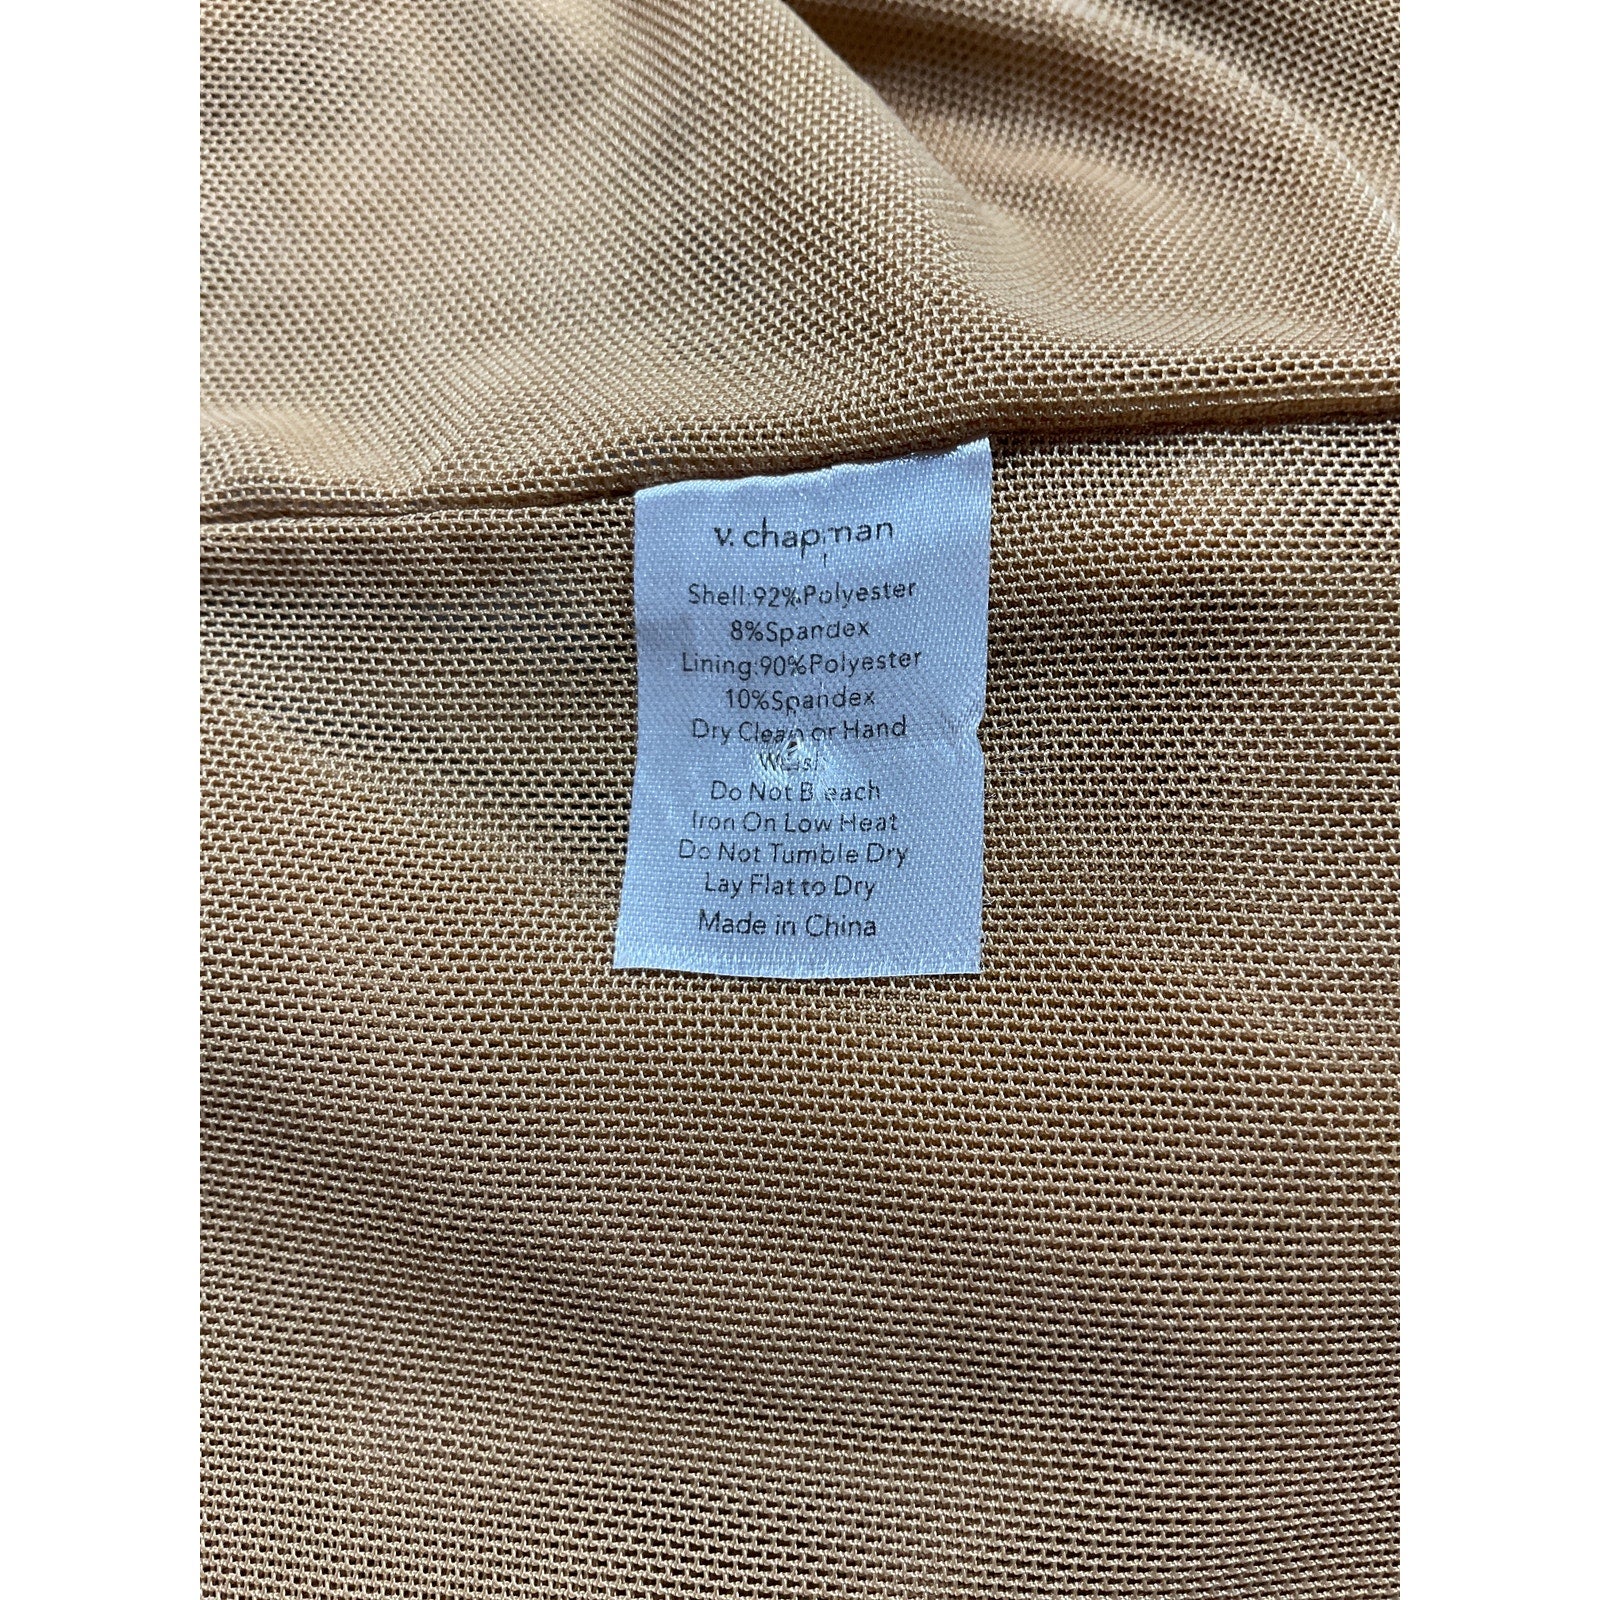 v. chapman
Shell:92%Polyester
8%Spandex
Lining:90%Polyester
10%Spandex
Dry Clean or Hand
Wash
Do Not Bleach
Iron On Low Heat
Do Not Tumble Dry
Lay Flat to Dry
Made in China